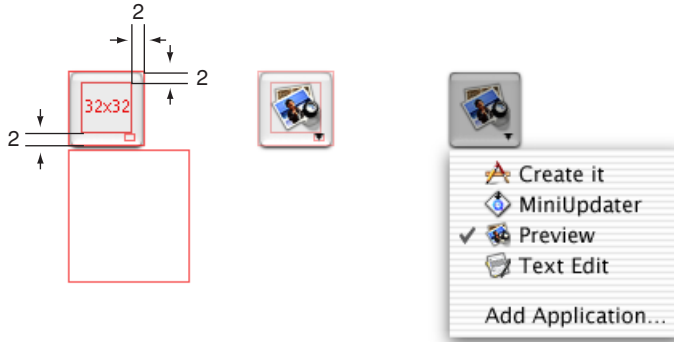 2
2
32x32
2
Create it
MiniUpdater
Preview
Text Edit
Add Application...